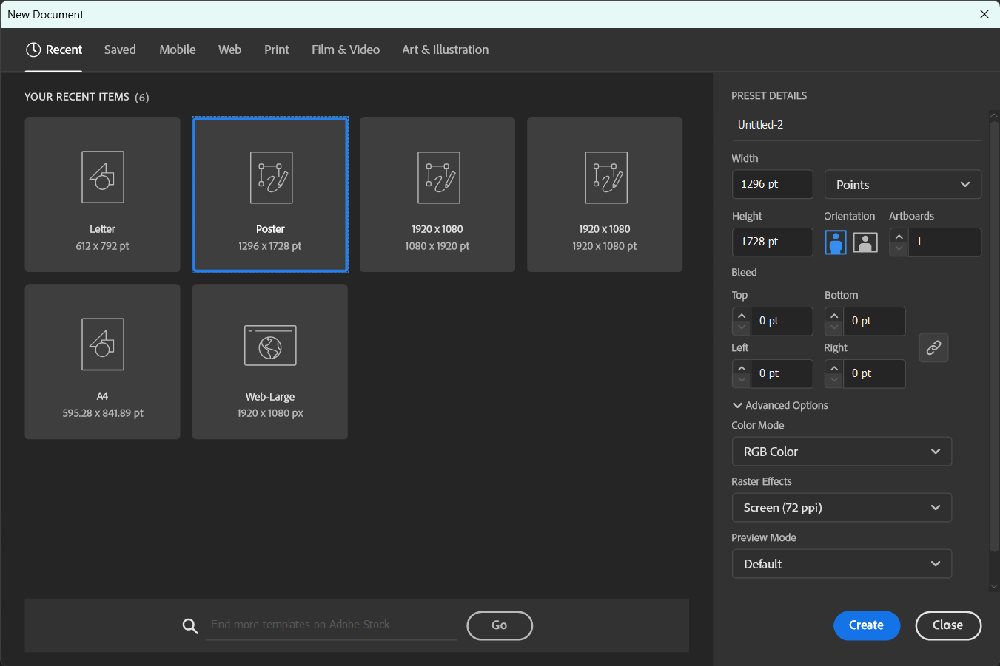 New Document
Recent Saved Mobile Web Print Film & Video Art & Illustration
YOUR RECENT ITEMS (6)
Letter
612 x 792 pt
Poster
1296 x 1728 pt
1920 x 1080
1080 x 1920 pt
1920 x 1080
1920 x 1080 pt
A4
595.28 x 841.89 pt
Web-Large
1920 x 1080 px
Find more templates on Adobe Stock Go
PRESET DETAILS
Untitled-2
Width
1296 pt Points
Height Orientation Artboards
1728 pt 1
Bleed
Top Bottom
0 pt 0 pt
Left Right
0 pt 0 pt
Advanced Options
Color Mode
RGB Color
Raster Effects
Screen (72 ppi)
Preview Mode
Default
Create Close